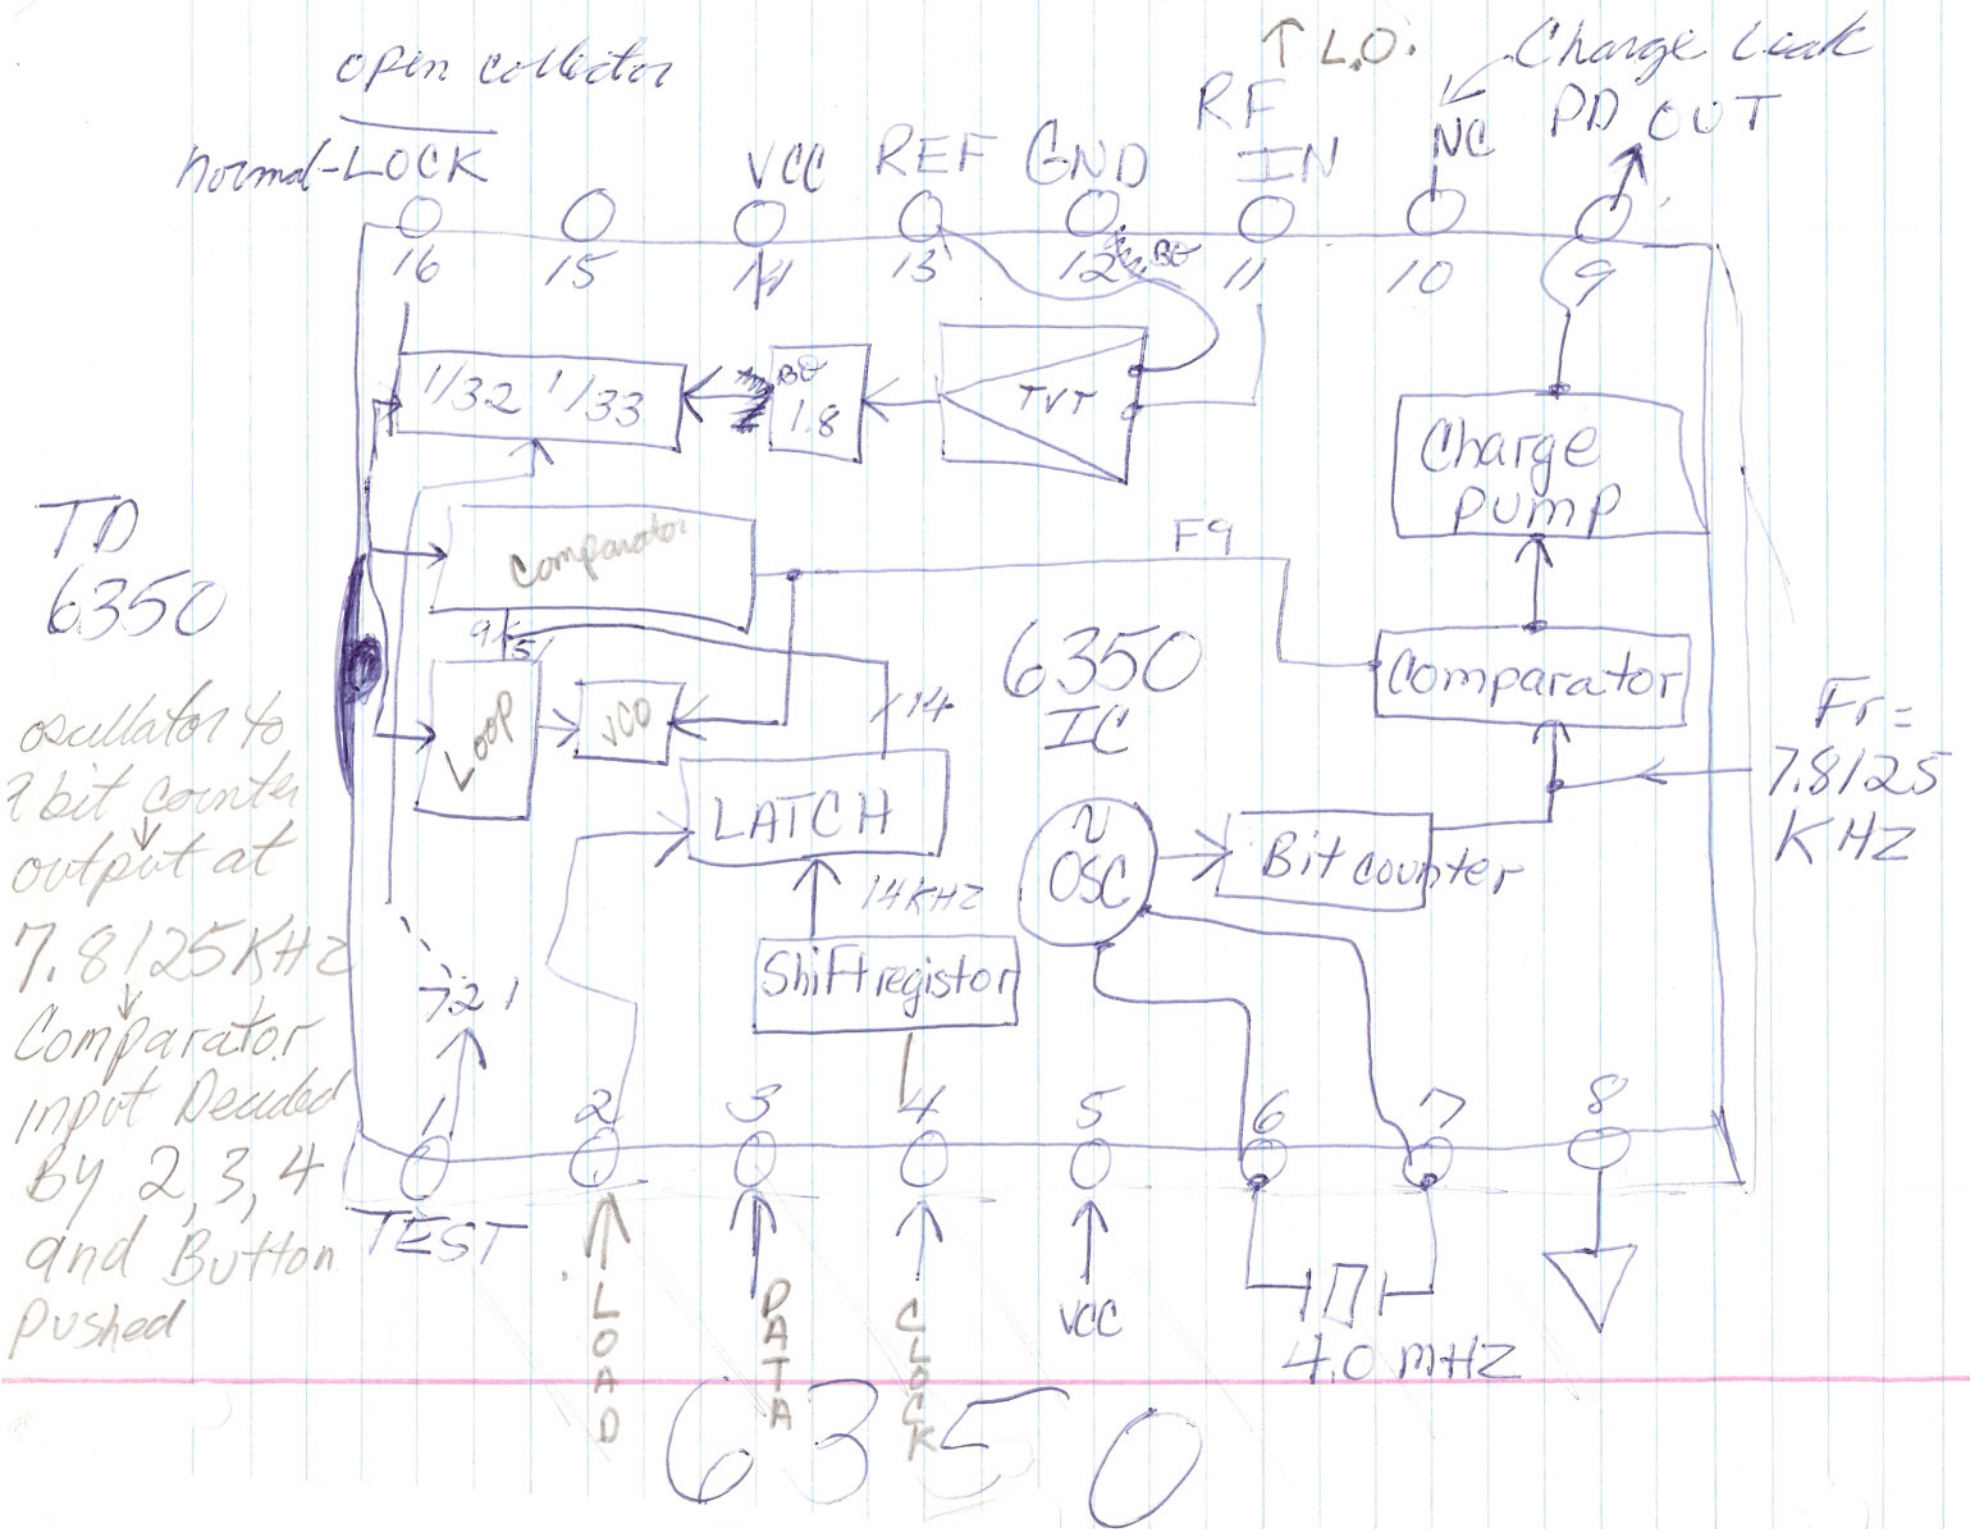 ↑ L.O.
Charge Leak
open collector
RF
IN
NC
PD OUT
normal-LOCK
VCC
REF
GND
16
15
14
13
12
BO
11
10
9
1/32 1/33
BO
1.8
TVT
Charge
pump
TD
6350
Comparator
F9
9
5
6350
IC
Comparator
Loop
VCO
14
LATCH
Fr =
7.8125
KHZ
oscillator to
bit counter
output at
7.8125KHz
Comparator
input Decided
By 2, 3, 4
and Button
pushed
OSC
Bit counter
14KHZ
Shift registor
721
1
2
3
4
5
6
7
8
TEST
LOAD
DATA
CLOCK
VCC
4.0 mHZ
6350